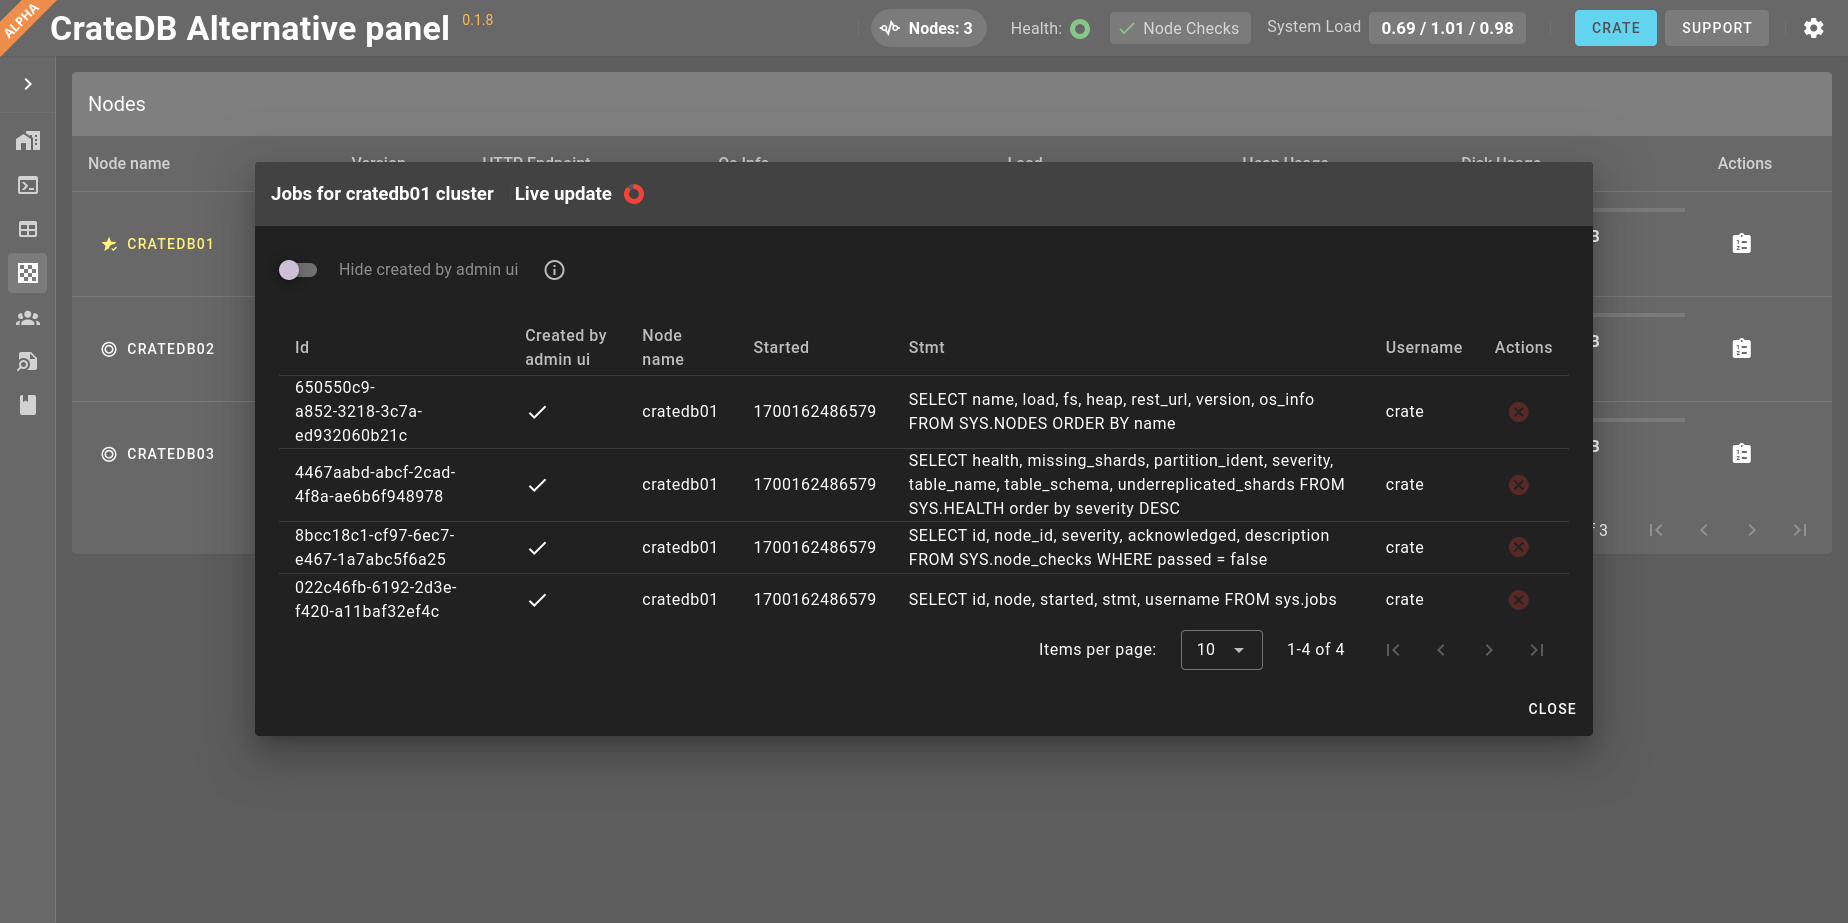 ALPHA
CrateDB Alternative panel 0.1.8
Nodes: 3
Health:
Node Checks
System Load
0.69 / 1.01 / 0.98
CRATE
SUPPORT
Nodes
Node name
Version
HTTP Endpoint
Os Info
Load
Heap Usage
Disk Usage
Actions
CRATEDB01
CRATEDB02
CRATEDB03
B
B
B
f 3
Jobs for cratedb01 cluster Live update
Hide created by admin ui
Id
Created by
admin ui
Node
name
Started
Stmt
Username
Actions
650550c9-
a852-3218-3c7a-
ed932060b21c
cratedb01
1700162486579
SELECT name, load, fs, heap, rest_url, version, os_info
FROM SYS.NODES ORDER BY name
crate
4467aabd-abcf-2cad-
4f8a-ae6b6f948978
cratedb01
1700162486579
SELECT health, missing_shards, partition_ident, severity,
table_name, table_schema, underreplicated_shards FROM
SYS.HEALTH order by severity DESC
crate
8bcc18c1-cf97-6ec7-
e467-1a7abc5f6a25
cratedb01
1700162486579
SELECT id, node_id, severity, acknowledged, description
FROM SYS.node_checks WHERE passed = false
crate
022c46fb-6192-2d3e-
f420-a11baf32ef4c
cratedb01
1700162486579
SELECT id, node, started, stmt, username FROM sys.jobs
crate
Items per page:
10
1-4 of 4
CLOSE